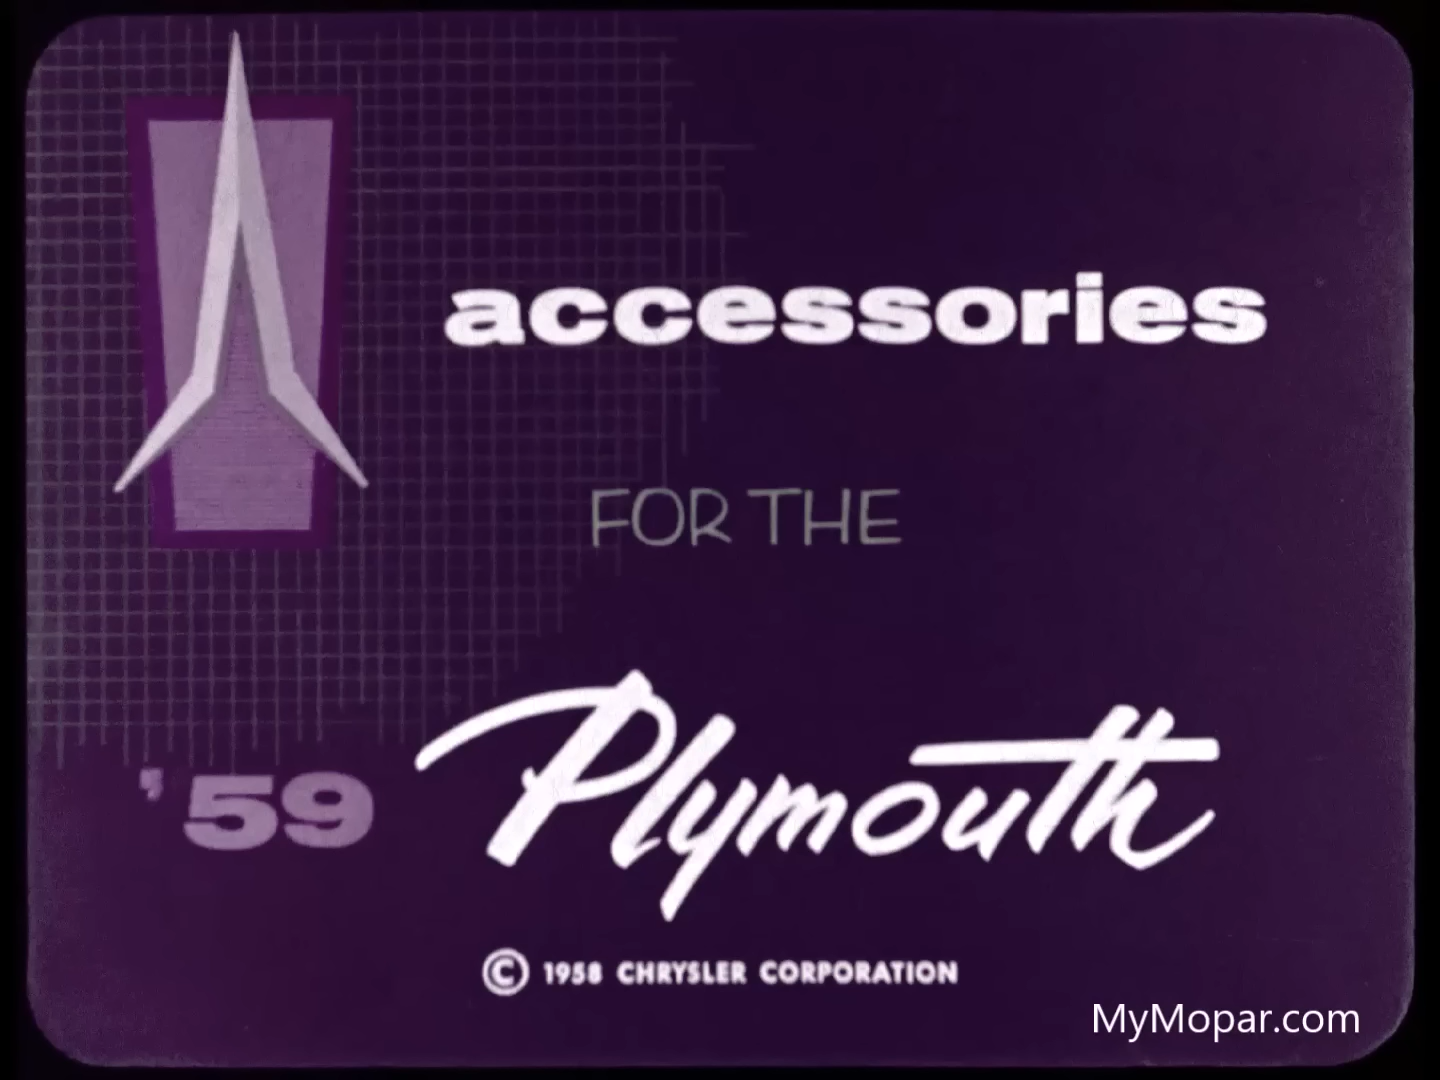 accessories
FOR THE
'59 Plymouth
© 1958 CHRYSLER CORPORATION
MyMopar.com